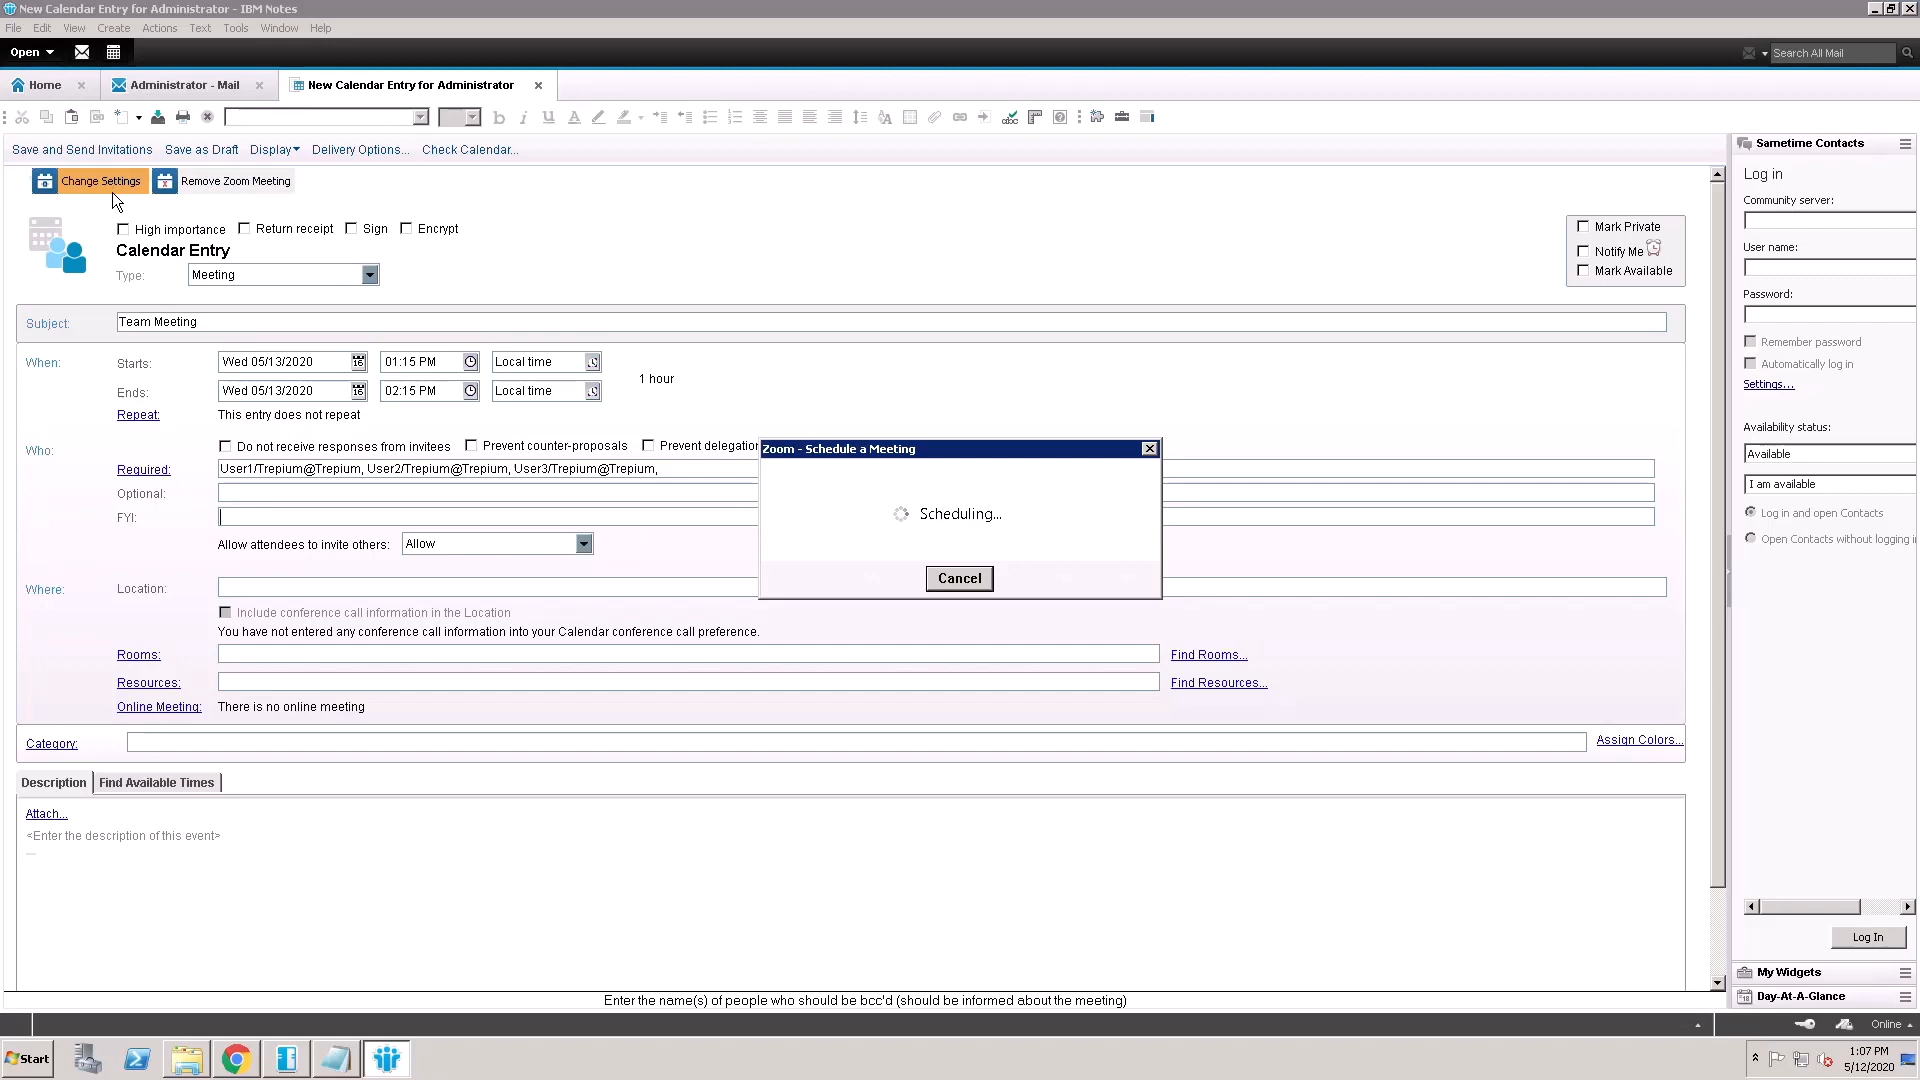 New Calendar Entry for Administrator - IBM Notes
File Edit View Create Actions Text Tools Window Help
Open Search All Mail
Home Administrator - Mail New Calendar Entry for Administrator
Save and Send Invitations Save as Draft Display Delivery Options... Check Calendar...
Change Settings Remove Zoom Meeting
High importance Return receipt Sign Encrypt
Calendar Entry
Type: Meeting
Mark Private
Notify Me
Mark Available
Subject: Team Meeting
When: Starts: Wed 05/13/2020 16 01:15 PM Local time
1 hour
Ends: Wed 05/13/2020 16 02:15 PM Local time
Repeat: This entry does not repeat
Who: Do not receive responses from invitees Prevent counter-proposals Prevent delegation
Required: User1/Trepium@Trepium, User2/Trepium@Trepium, User3/Trepium@Trepium,
Optional:
FYI:
Allow attendees to invite others: Allow
Zoom - Schedule a Meeting
Scheduling...
Cancel
Where: Location:
Include conference call information in the Location
You have not entered any conference call information into your Calendar conference call preference.
Rooms: Find Rooms...
Resources: Find Resources...
Online Meeting: There is no online meeting
Category: Assign Colors...
Description Find Available Times
Attach...
<Enter the description of this event>
Enter the name(s) of people who should be bcc'd (should be informed about the meeting)
Sametime Contacts
Log in
Community server:
User name:
Password:
Remember password
Automatically log in
Settings...
Availability status:
Available
I am available
Log in and open Contacts
Open Contacts without logging i
Log In
My Widgets
Day-At-A-Glance
Online
Start
1:07 PM
5/12/2020